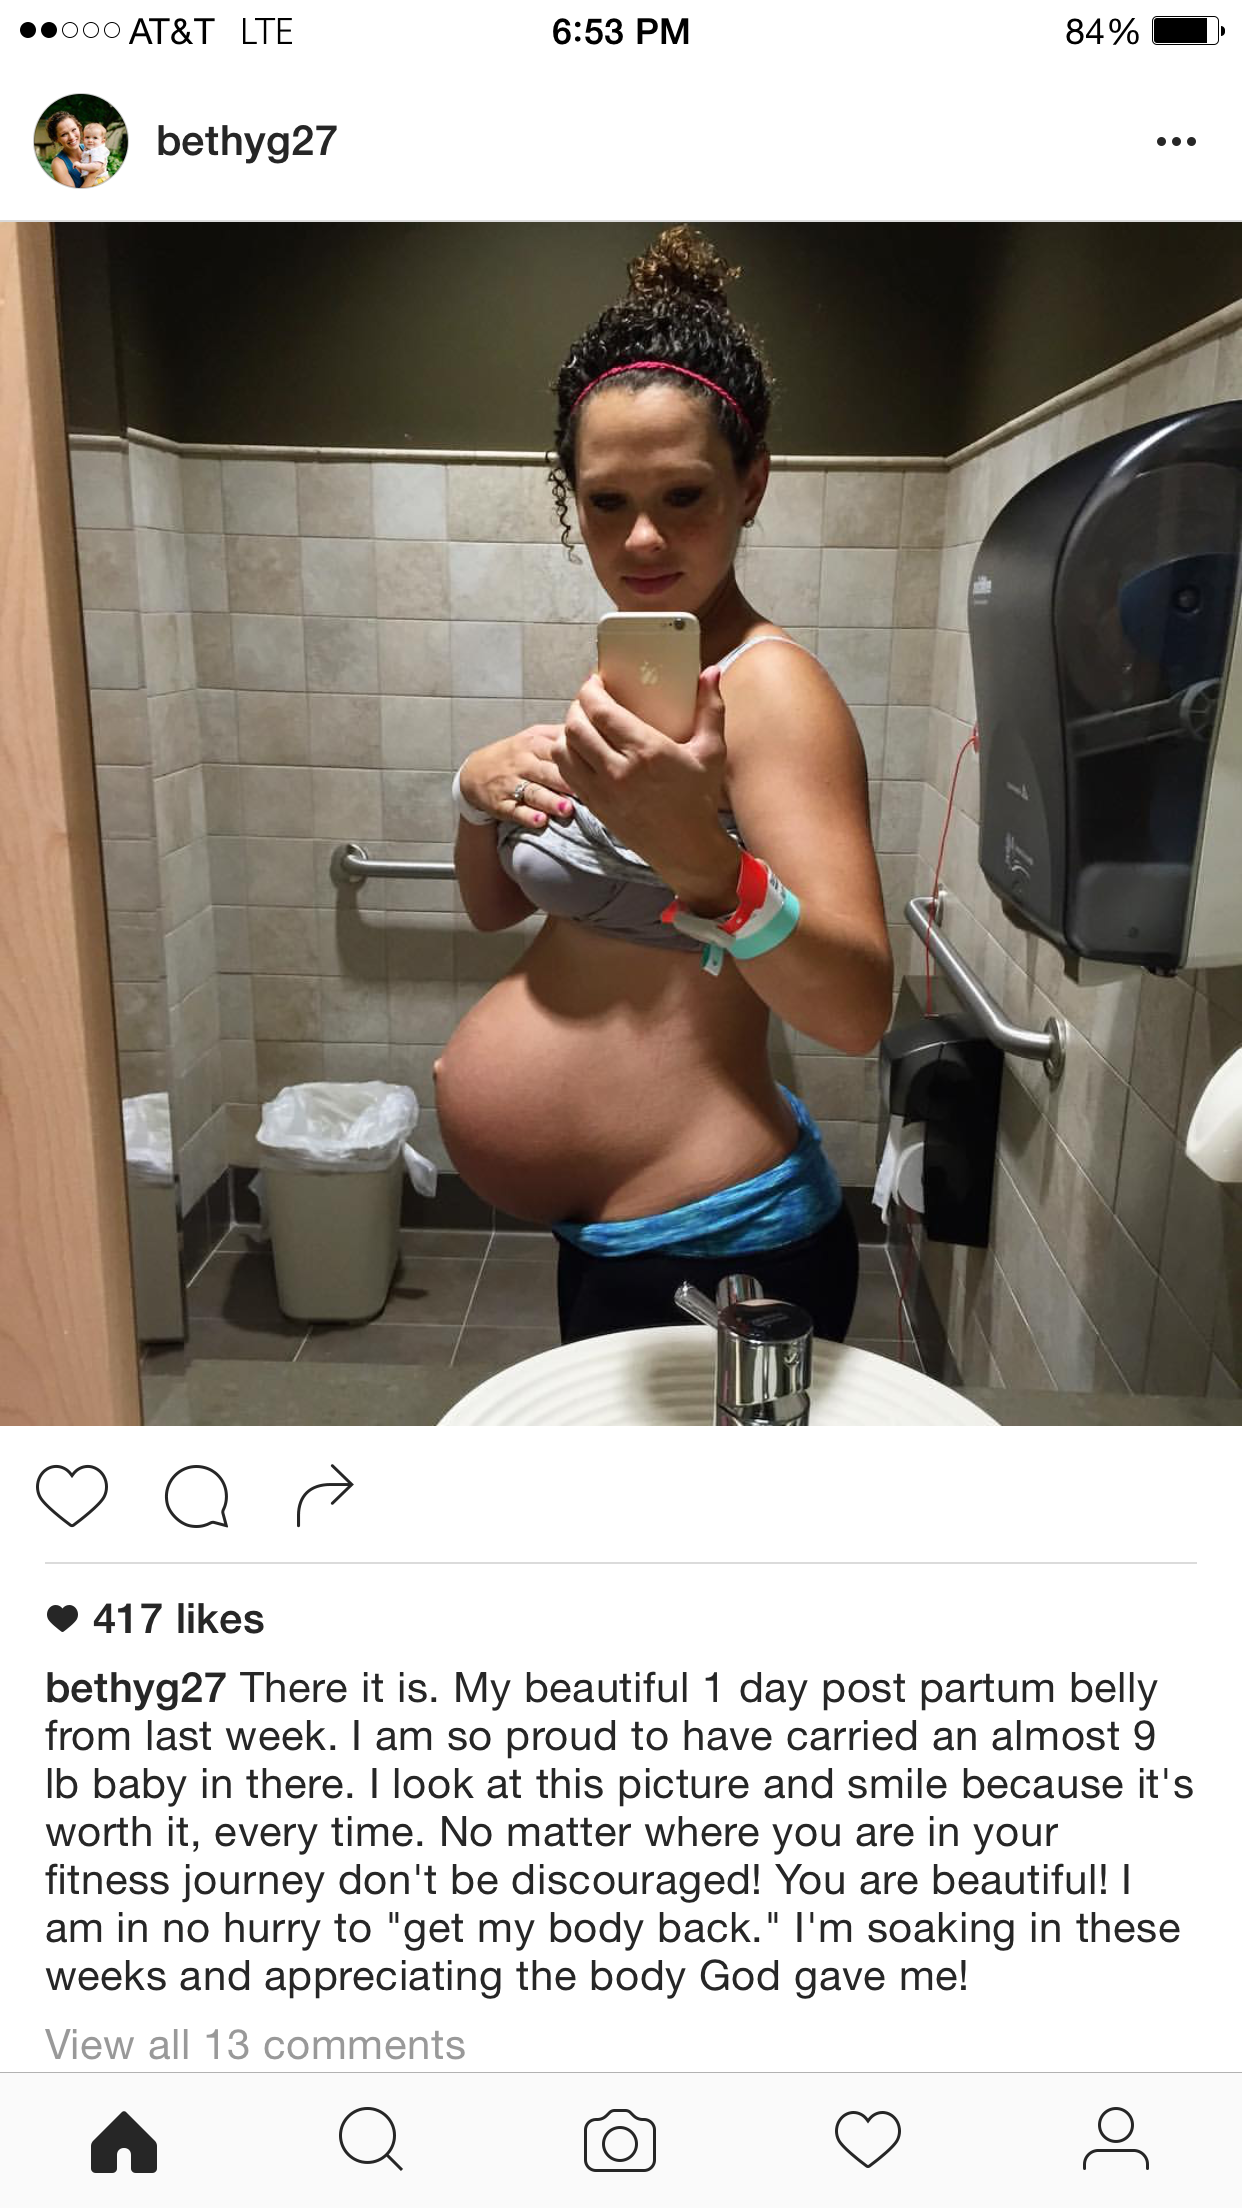 AT&T LTE 6:53 PM 84%
bethyg27
417 likes
bethyg27 There it is. My beautiful 1 day post partum belly
from last week. I am so proud to have carried an almost 9
lb baby in there. I look at this picture and smile because it's
worth it, every time. No matter where you are in your
fitness journey don't be discouraged! You are beautiful! I
am in no hurry to "get my body back." I'm soaking in these
weeks and appreciating the body God gave me!
View all 13 comments